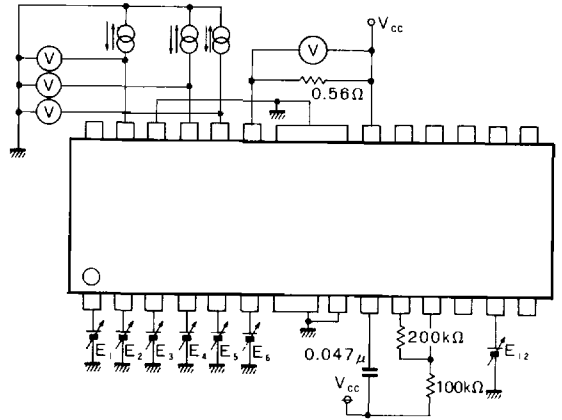 V
V
V
V
VCC
0.56Ω
E1
E2
E3
E4
E5
E6
0.047μ
VCC
200kΩ
100kΩ
E12